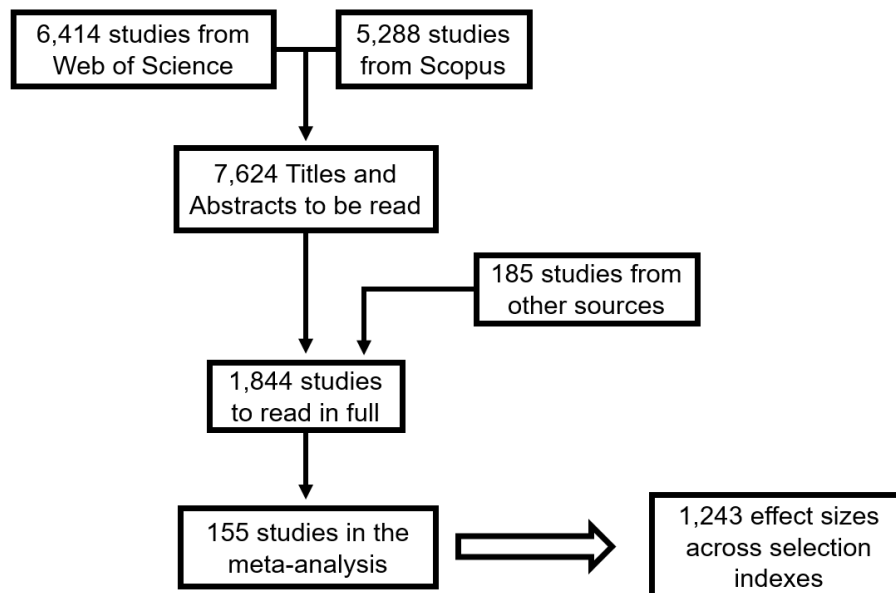 6,414 studies from
Web of Science
5,288 studies
from Scopus
7,624 Titles and
Abstracts to be read
185 studies from
other sources
1,844 studies
to read in full
155 studies in the
meta-analysis
1,243 effect sizes
across selection
indexes